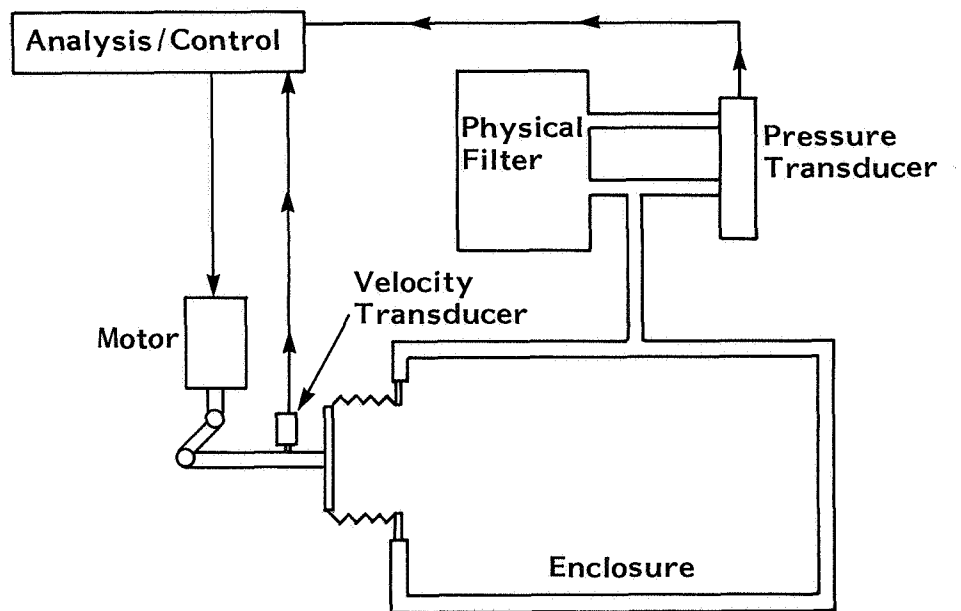 Analysis/Control
Physical
Filter
Pressure
Transducer
Velocity
Transducer
Motor
Enclosure